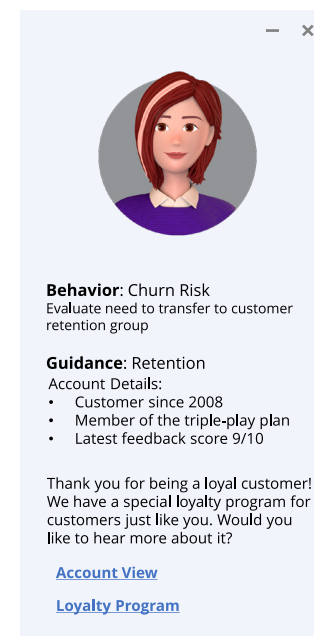 Behavior: Churn Risk
Evaluate need to transfer to customer
retention group
Guidance: Retention
Account Details:
• Customer since 2008
• Member of the triple-play plan
• Latest feedback score 9/10
Thank you for being a loyal customer!
We have a special loyalty program for
customers just like you. Would you
like to hear more about it?
Account View
Loyalty Program